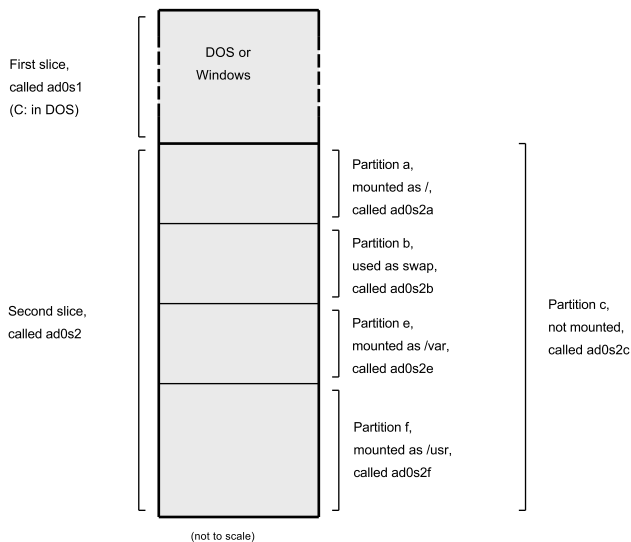 DOS or
Windows
First slice,
called ad0s1
(C: in DOS)
Partition a,
mounted as /,
called ad0s2a
Partition b,
used as swap,
called ad0s2b
Second slice,
called ad0s2
Partition c,
not mounted,
called ad0s2c
Partition e,
mounted as /var,
called ad0s2e
Partition f,
mounted as /usr,
called ad0s2f
(not to scale)